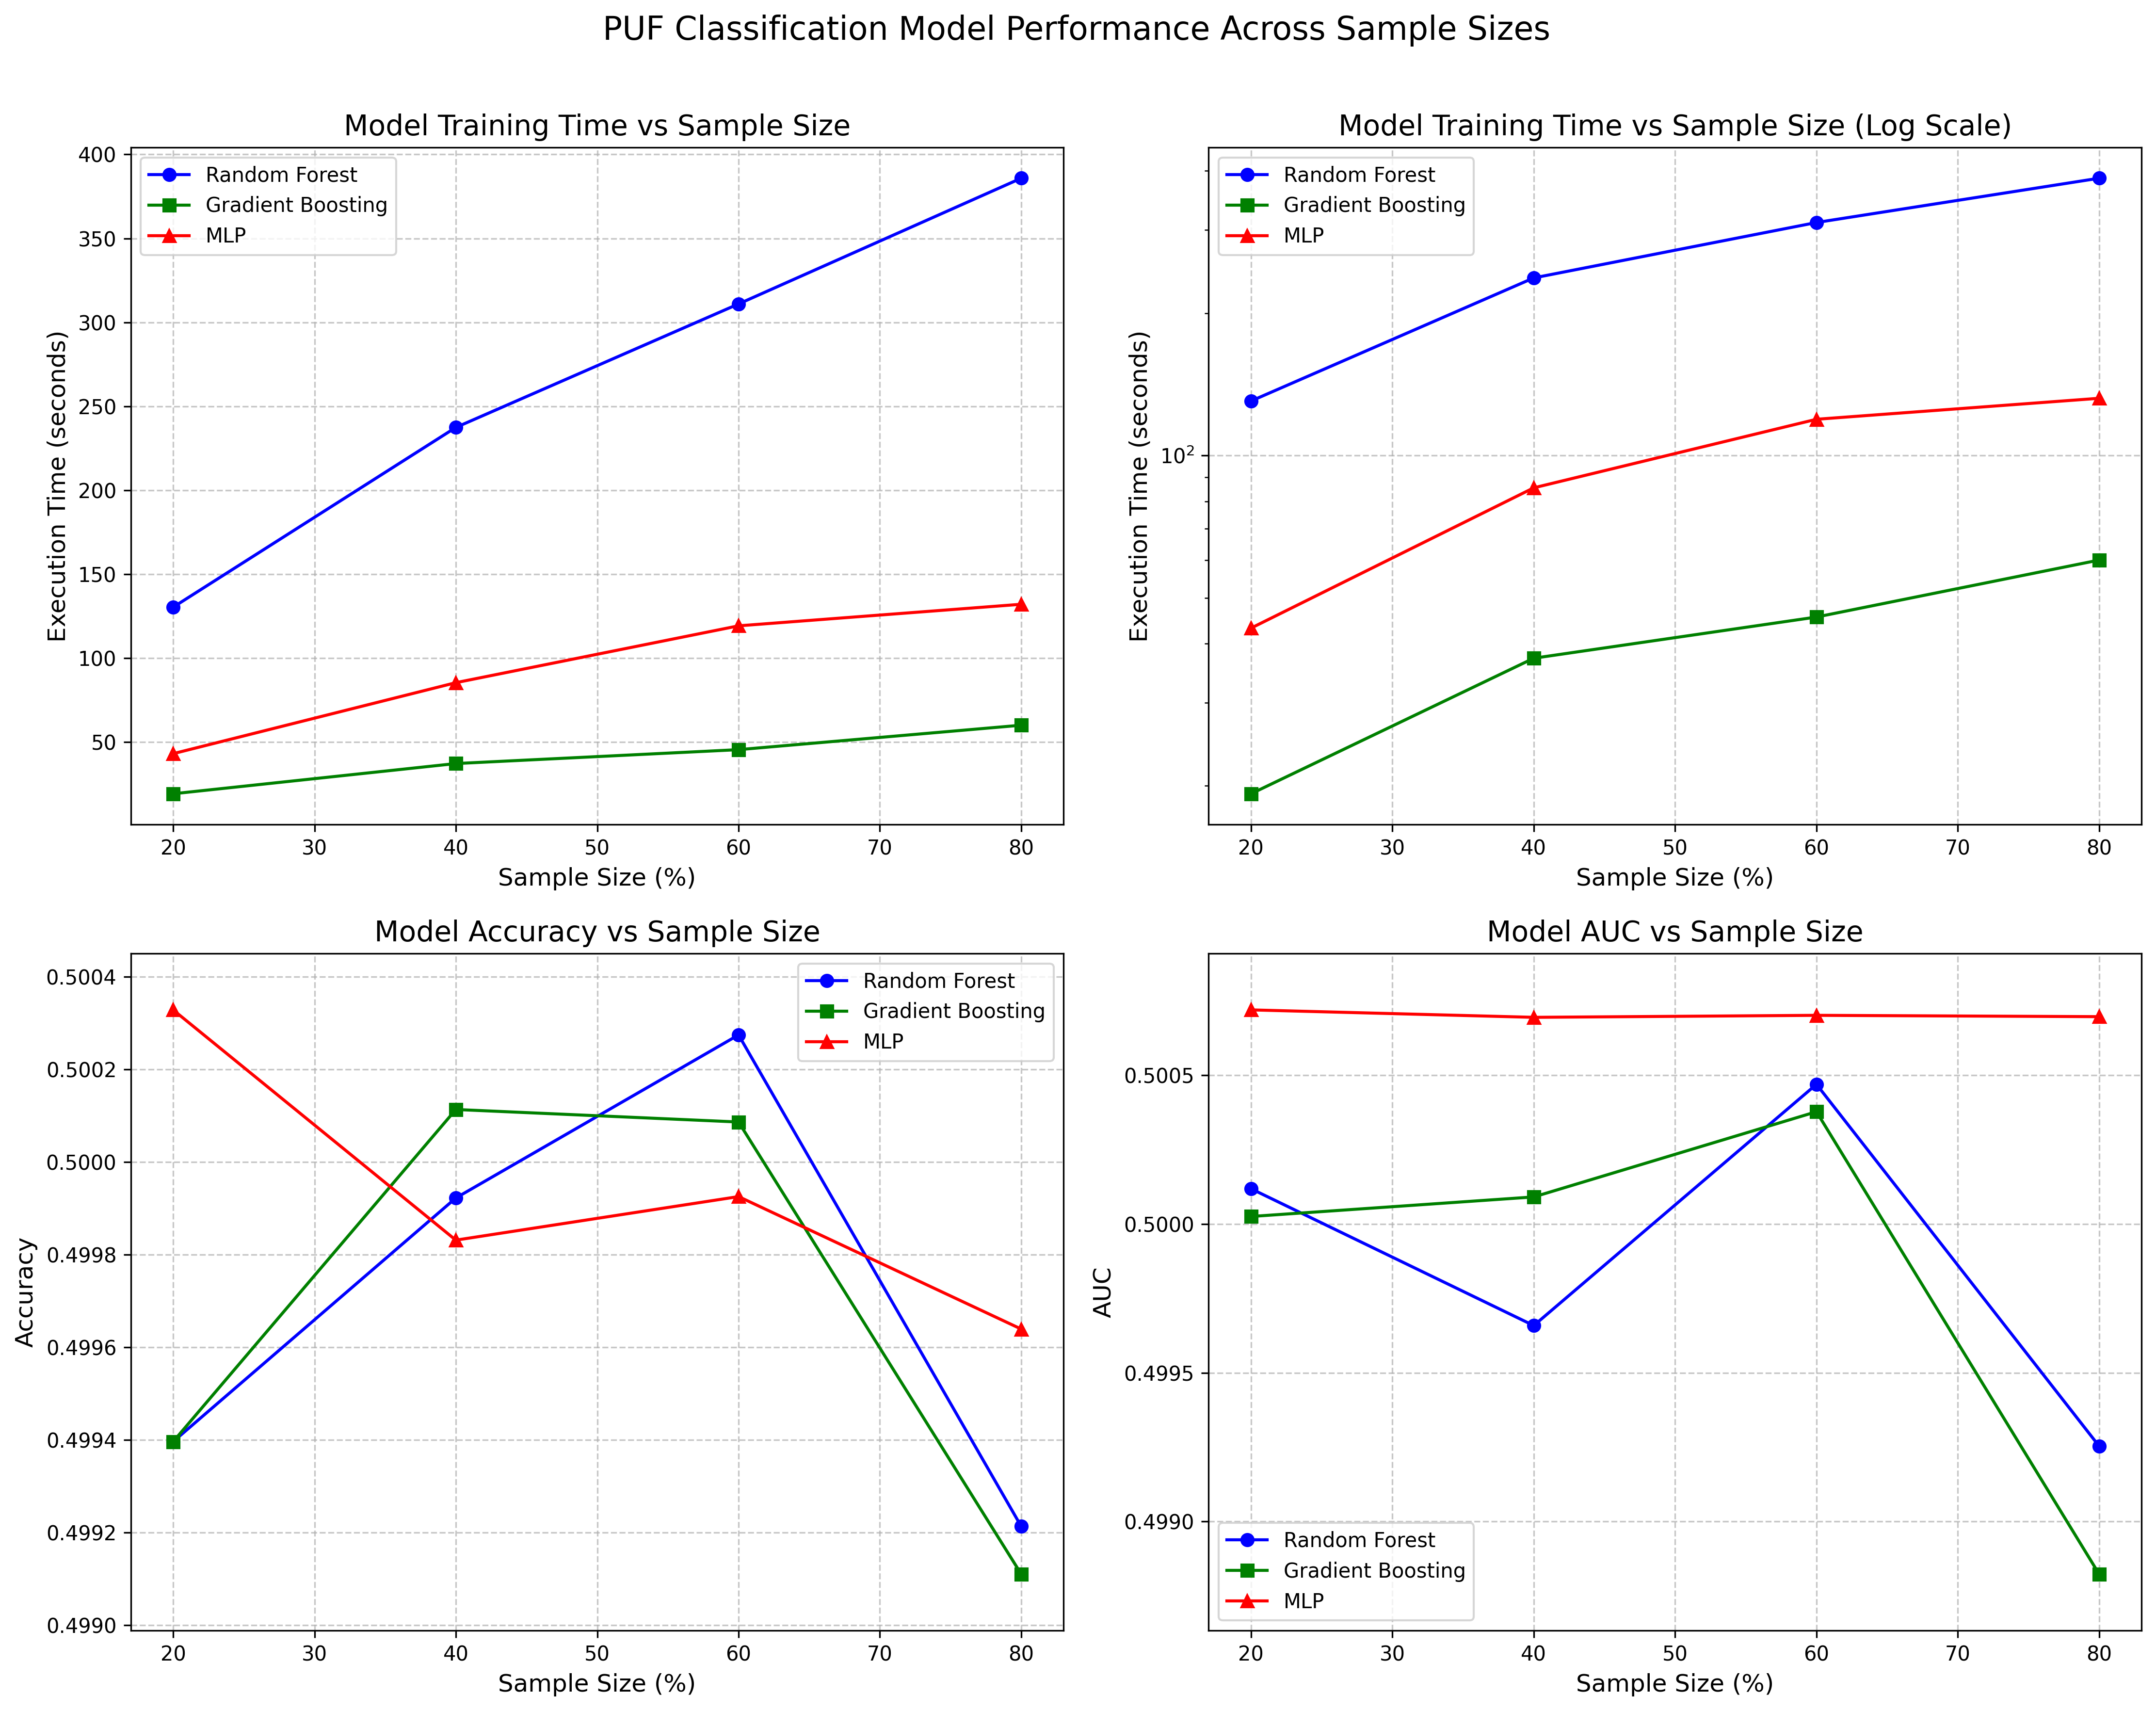 PUF Classification Model Performance Across Sample Sizes
Model Training Time vs Sample Size
400
350
300
250
200
150
100
50
Execution Time (seconds)
Random Forest
Gradient Boosting
MLP
20 30 40 50 60 70 80
Sample Size (%)
Model Training Time vs Sample Size (Log Scale)
10²
Execution Time (seconds)
Random Forest
Gradient Boosting
MLP
20 30 40 50 60 70 80
Sample Size (%)
Model Accuracy vs Sample Size
0.5004
0.5002
0.5000
0.4998
0.4996
0.4994
0.4992
0.4990
Accuracy
Random Forest
Gradient Boosting
MLP
20 30 40 50 60 70 80
Sample Size (%)
Model AUC vs Sample Size
0.5005
0.5000
0.4995
0.4990
AUC
Random Forest
Gradient Boosting
MLP
20 30 40 50 60 70 80
Sample Size (%)